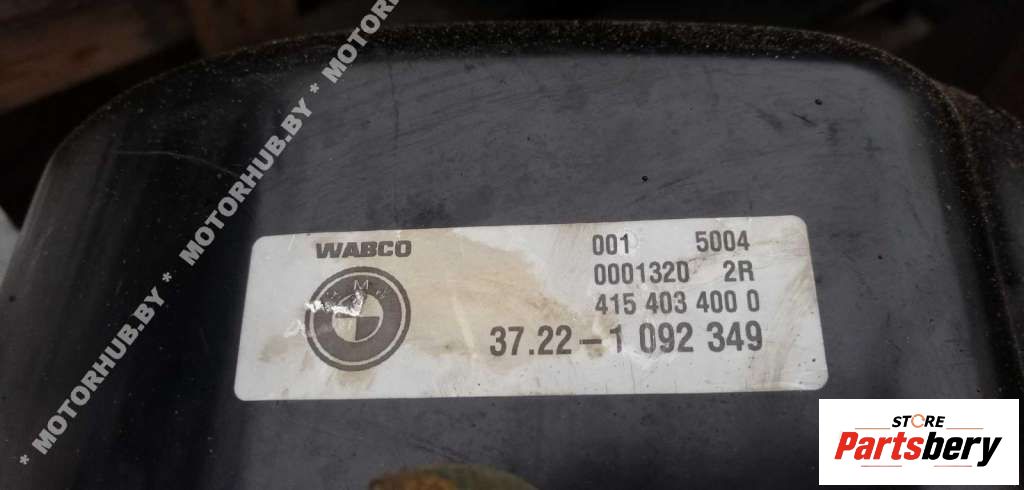 * MOTORHUB.BY * MOTORHUB.BY * MOTOR
WABCO
001 5004
0001320 2R
415 403 400 0
37.22-1 092 349
BMW
STORE
Partsbery